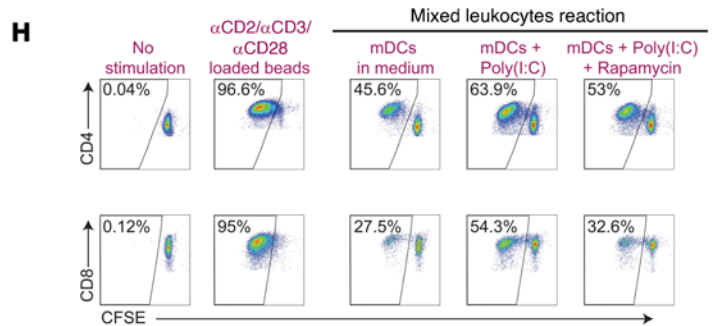 H
Mixed leukocytes reaction
No
stimulation
αCD2/αCD3/
αCD28
loaded beads
mDCs
in medium
mDCs +
Poly(I:C)
mDCs + Poly(I:C)
+ Rapamycin
CD4
0.04%
96.6%
45.6%
63.9%
53%
CD8
0.12%
95%
27.5%
54.3%
32.6%
CFSE